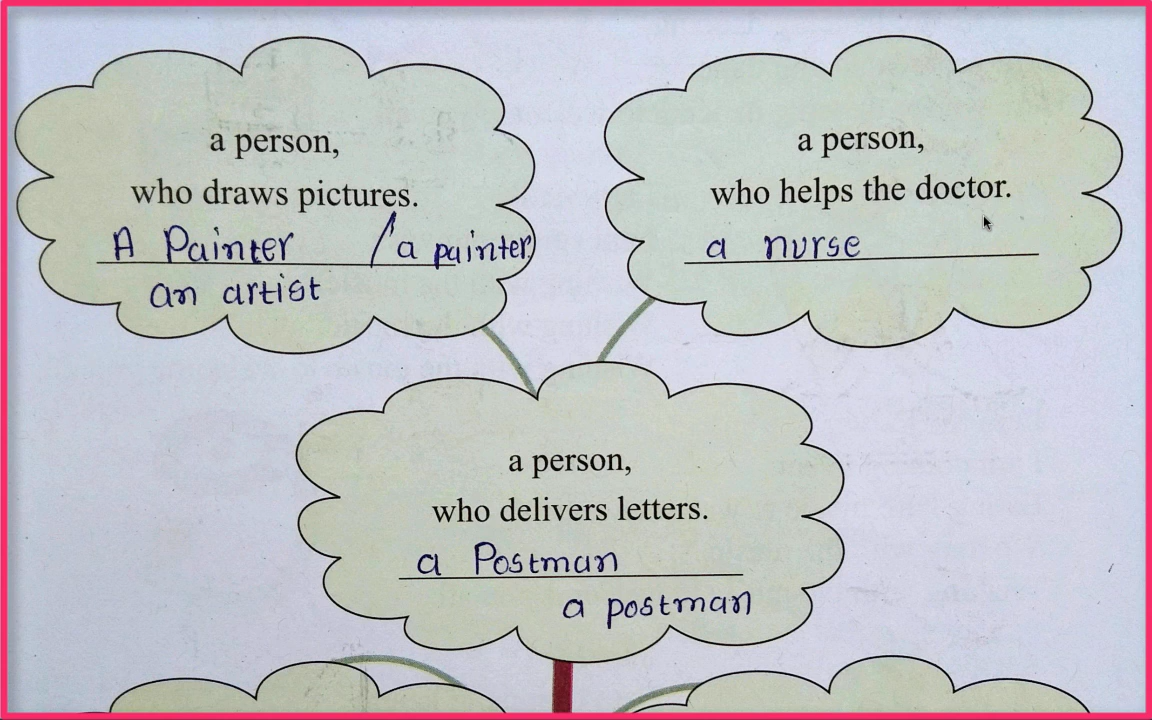 a person,
who draws pictures.
A Painter / a painter.
an artist
a person,
who helps the doctor.
a nurse
a person,
who delivers letters.
a Postman
a postman